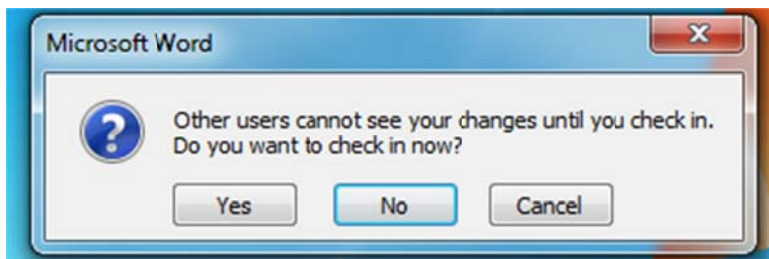 Microsoft Word
Other users cannot see your changes until you check in.
Do you want to check in now?
Yes No Cancel